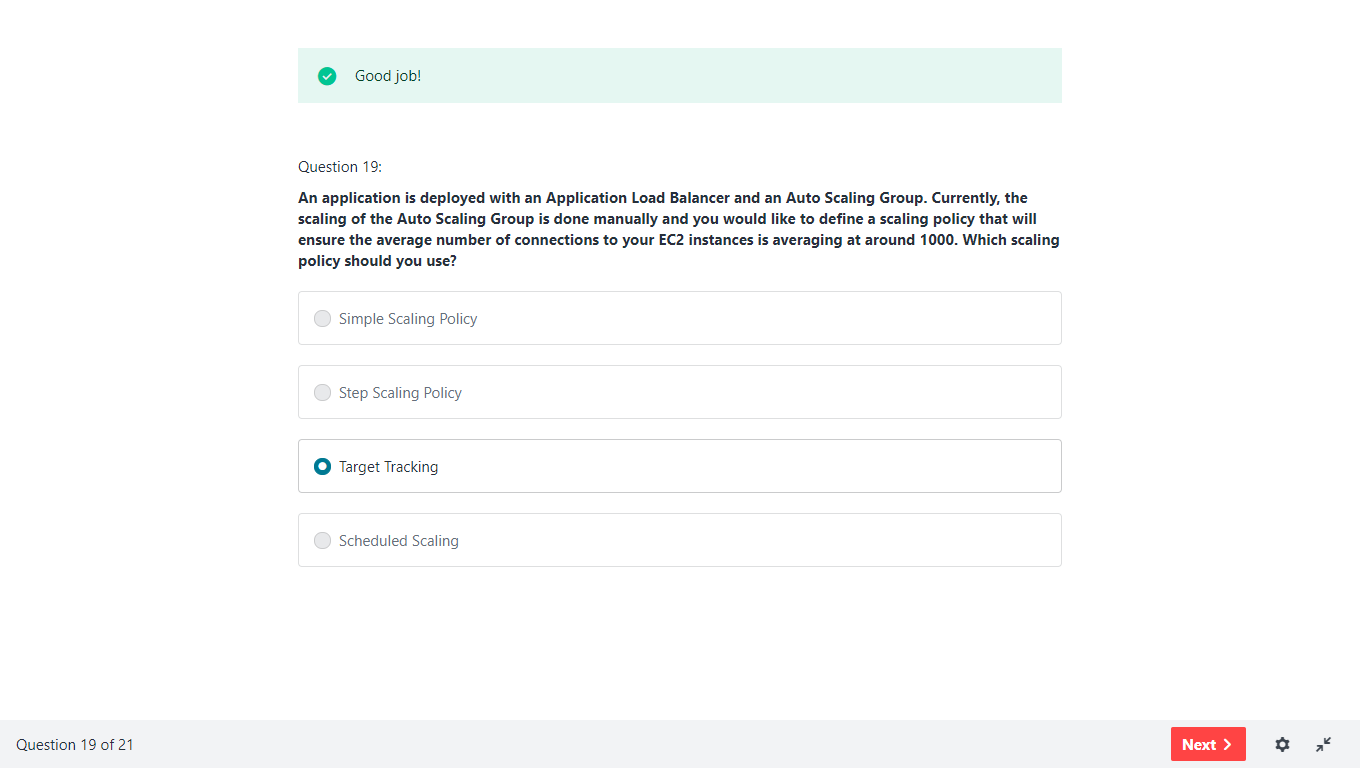 Good job!
Question 19:
An application is deployed with an Application Load Balancer and an Auto Scaling Group. Currently, the
scaling of the Auto Scaling Group is done manually and you would like to define a scaling policy that will
ensure the average number of connections to your EC2 instances is averaging at around 1000. Which scaling
policy should you use?
Simple Scaling Policy
Step Scaling Policy
Target Tracking
Scheduled Scaling
Question 19 of 21
Next